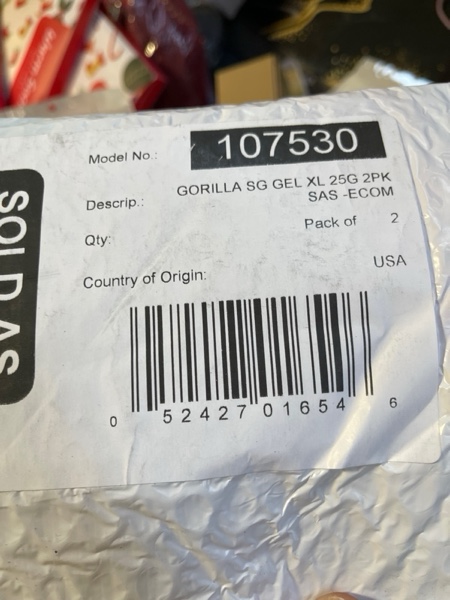 Model No.: 107530
Descrip.: GORILLA SG GEL XL 25G 2PK
SAS -ECOM
Qty: Pack of 2
Country of Origin: USA
0 52427 01654 6
SOLD AS